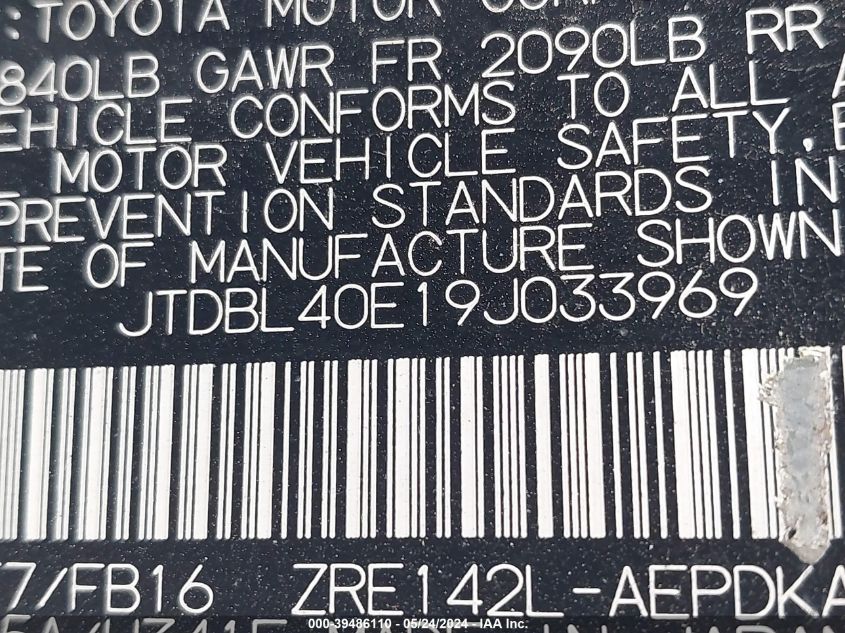 :TOYOTA MOTOR
840LB GAWR FR 2090LB RR
EHICLE CONFORMS TO ALL A
MOTOR VEHICLE SAFETY,
PREVENTION STANDARDS IN
TE OF MANUFACTURE SHOWN
JTDBL40E19J033969
7/FB16 ZRE142L-AEPDKA
000-39486110 - 05/24/2024 - IAA Inc.